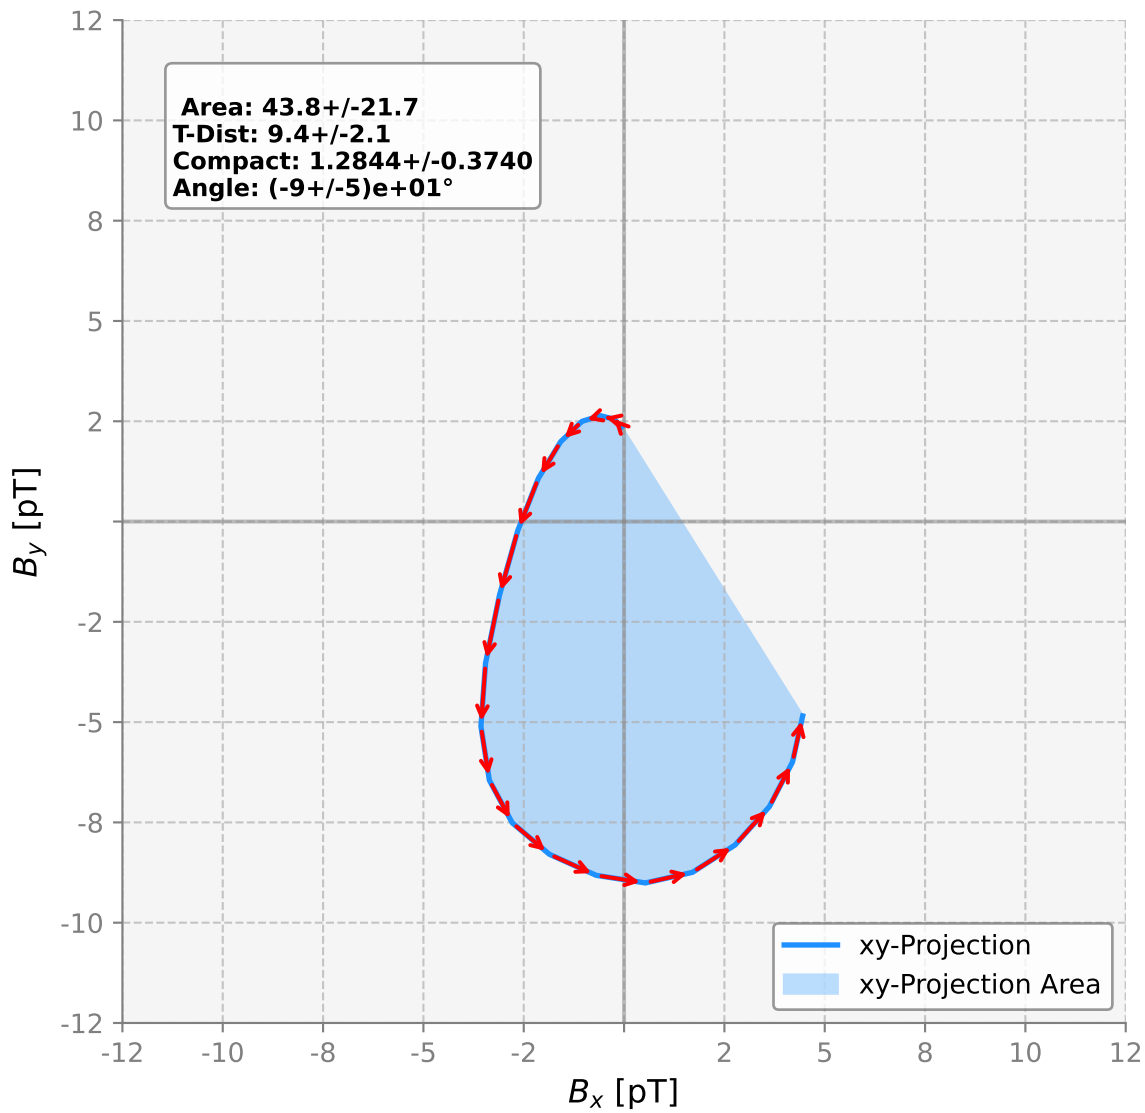 12
10
8
5
2
-2
-5
-8
-10
-12
Area: 43.8+/-21.7
T-Dist: 9.4+/-2.1
Compact: 1.2844+/-0.3740
Angle: (-9+/-5)e+01°
B_y [pT]
xy-Projection
xy-Projection Area
-12 -10 -8 -5 -2 2 5 8 10 12
B_x [pT]